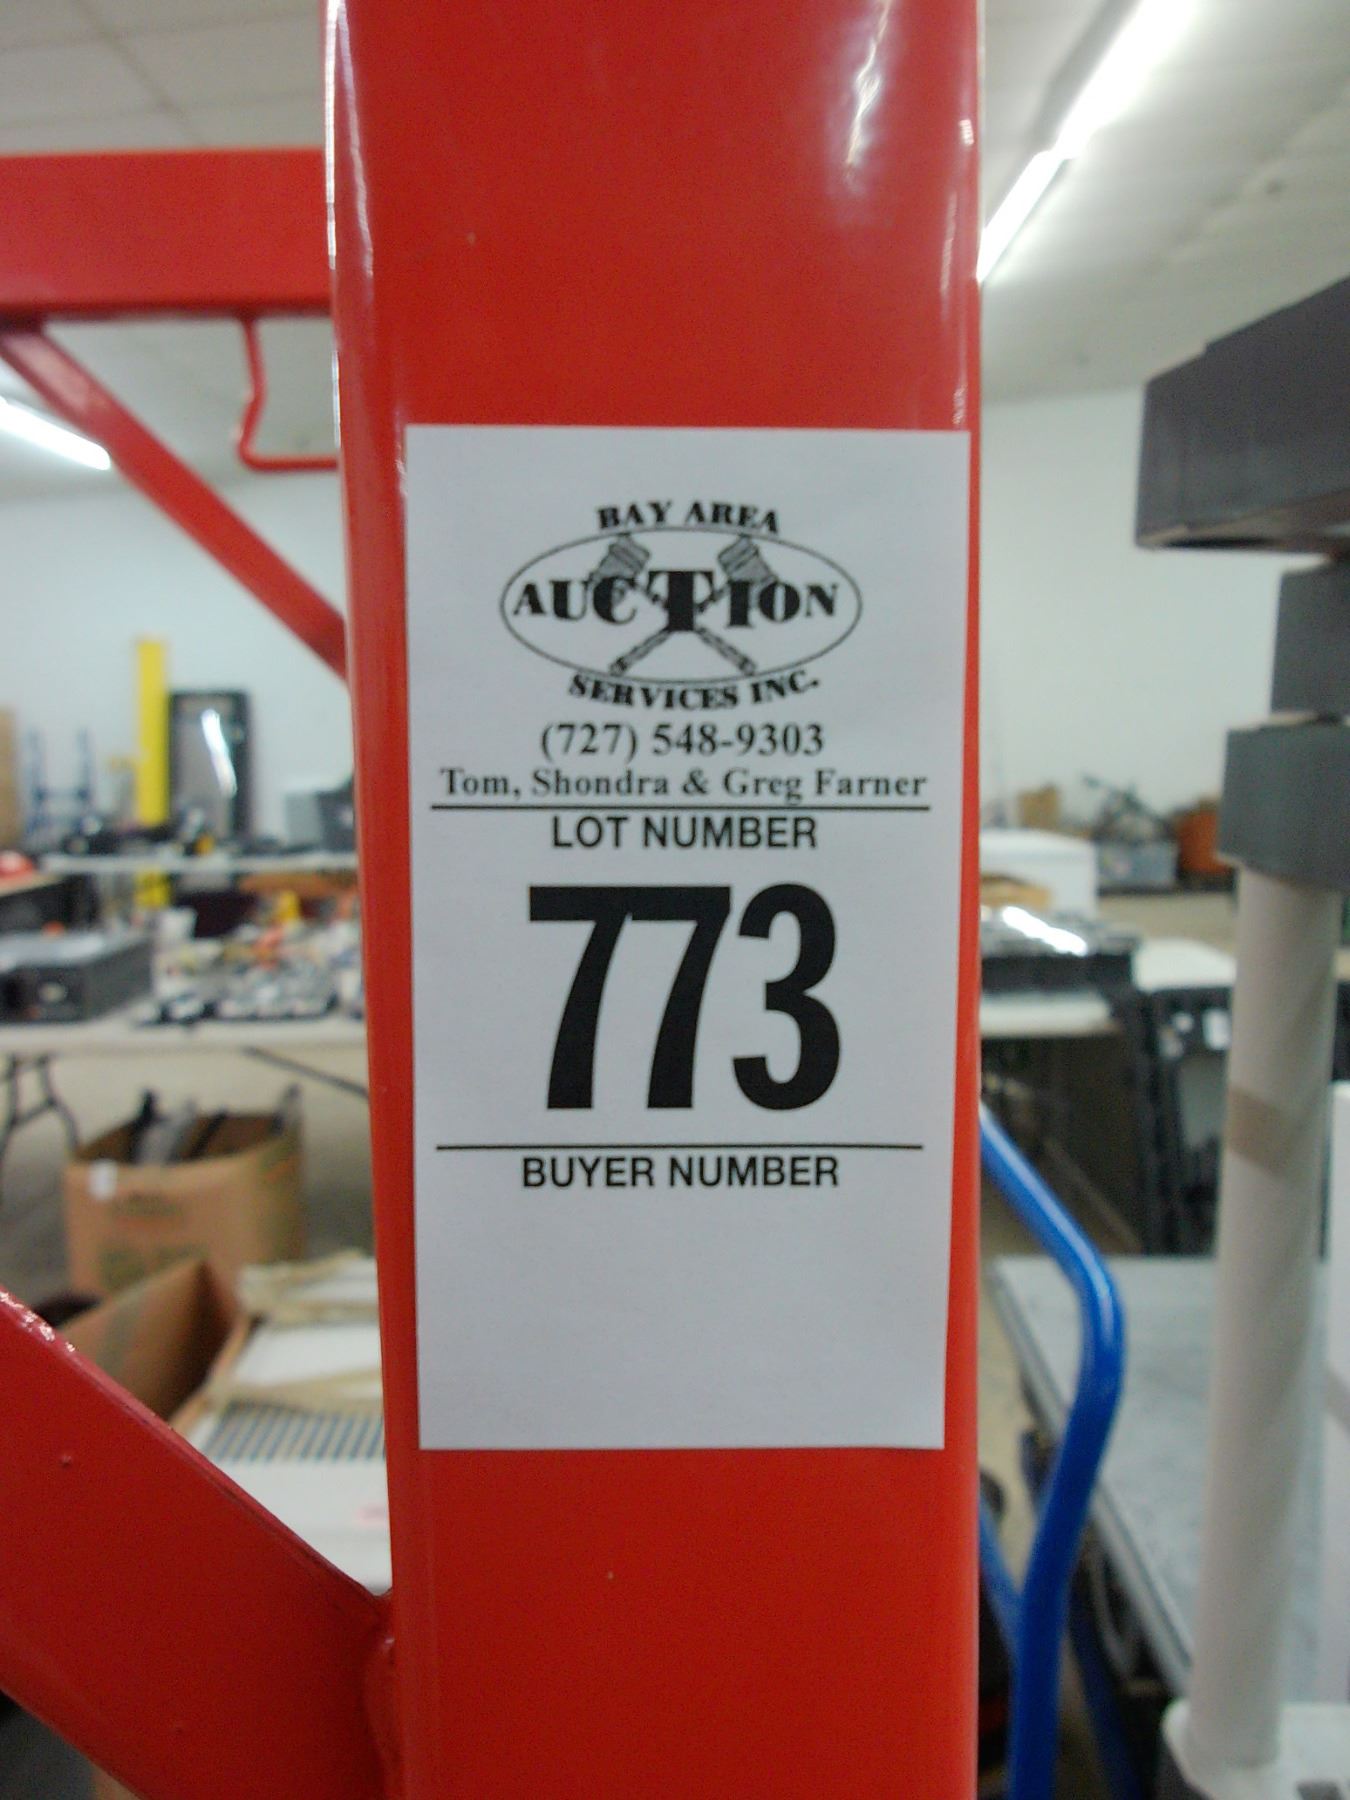 BAY AREA
AUCTION
SERVICES INC.
(727) 548-9303
Tom, Shondra & Greg Farner
LOT NUMBER
773
BUYER NUMBER